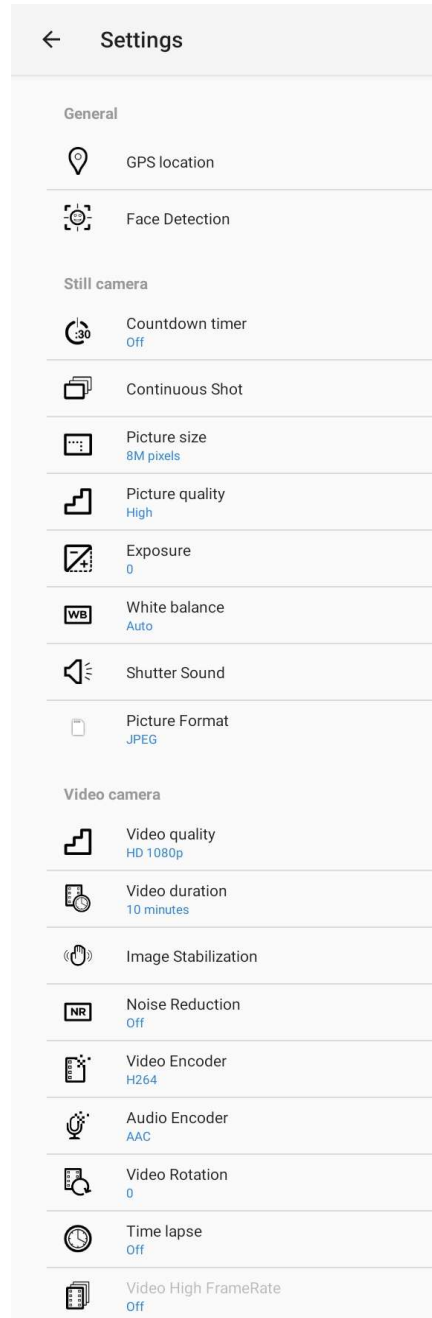 Settings
General
GPS location
Face Detection
Still camera
:30
Countdown timer
Off
Continuous Shot
Picture size
8M pixels
Picture quality
High
Exposure
0
WB
White balance
Auto
Shutter Sound
Picture Format
JPEG
Video camera
Video quality
HD 1080p
Video duration
10 minutes
Image Stabilization
NR
Noise Reduction
Off
Video Encoder
H264
Audio Encoder
AAC
Video Rotation
0
Time lapse
Off
Video High FrameRate
Off